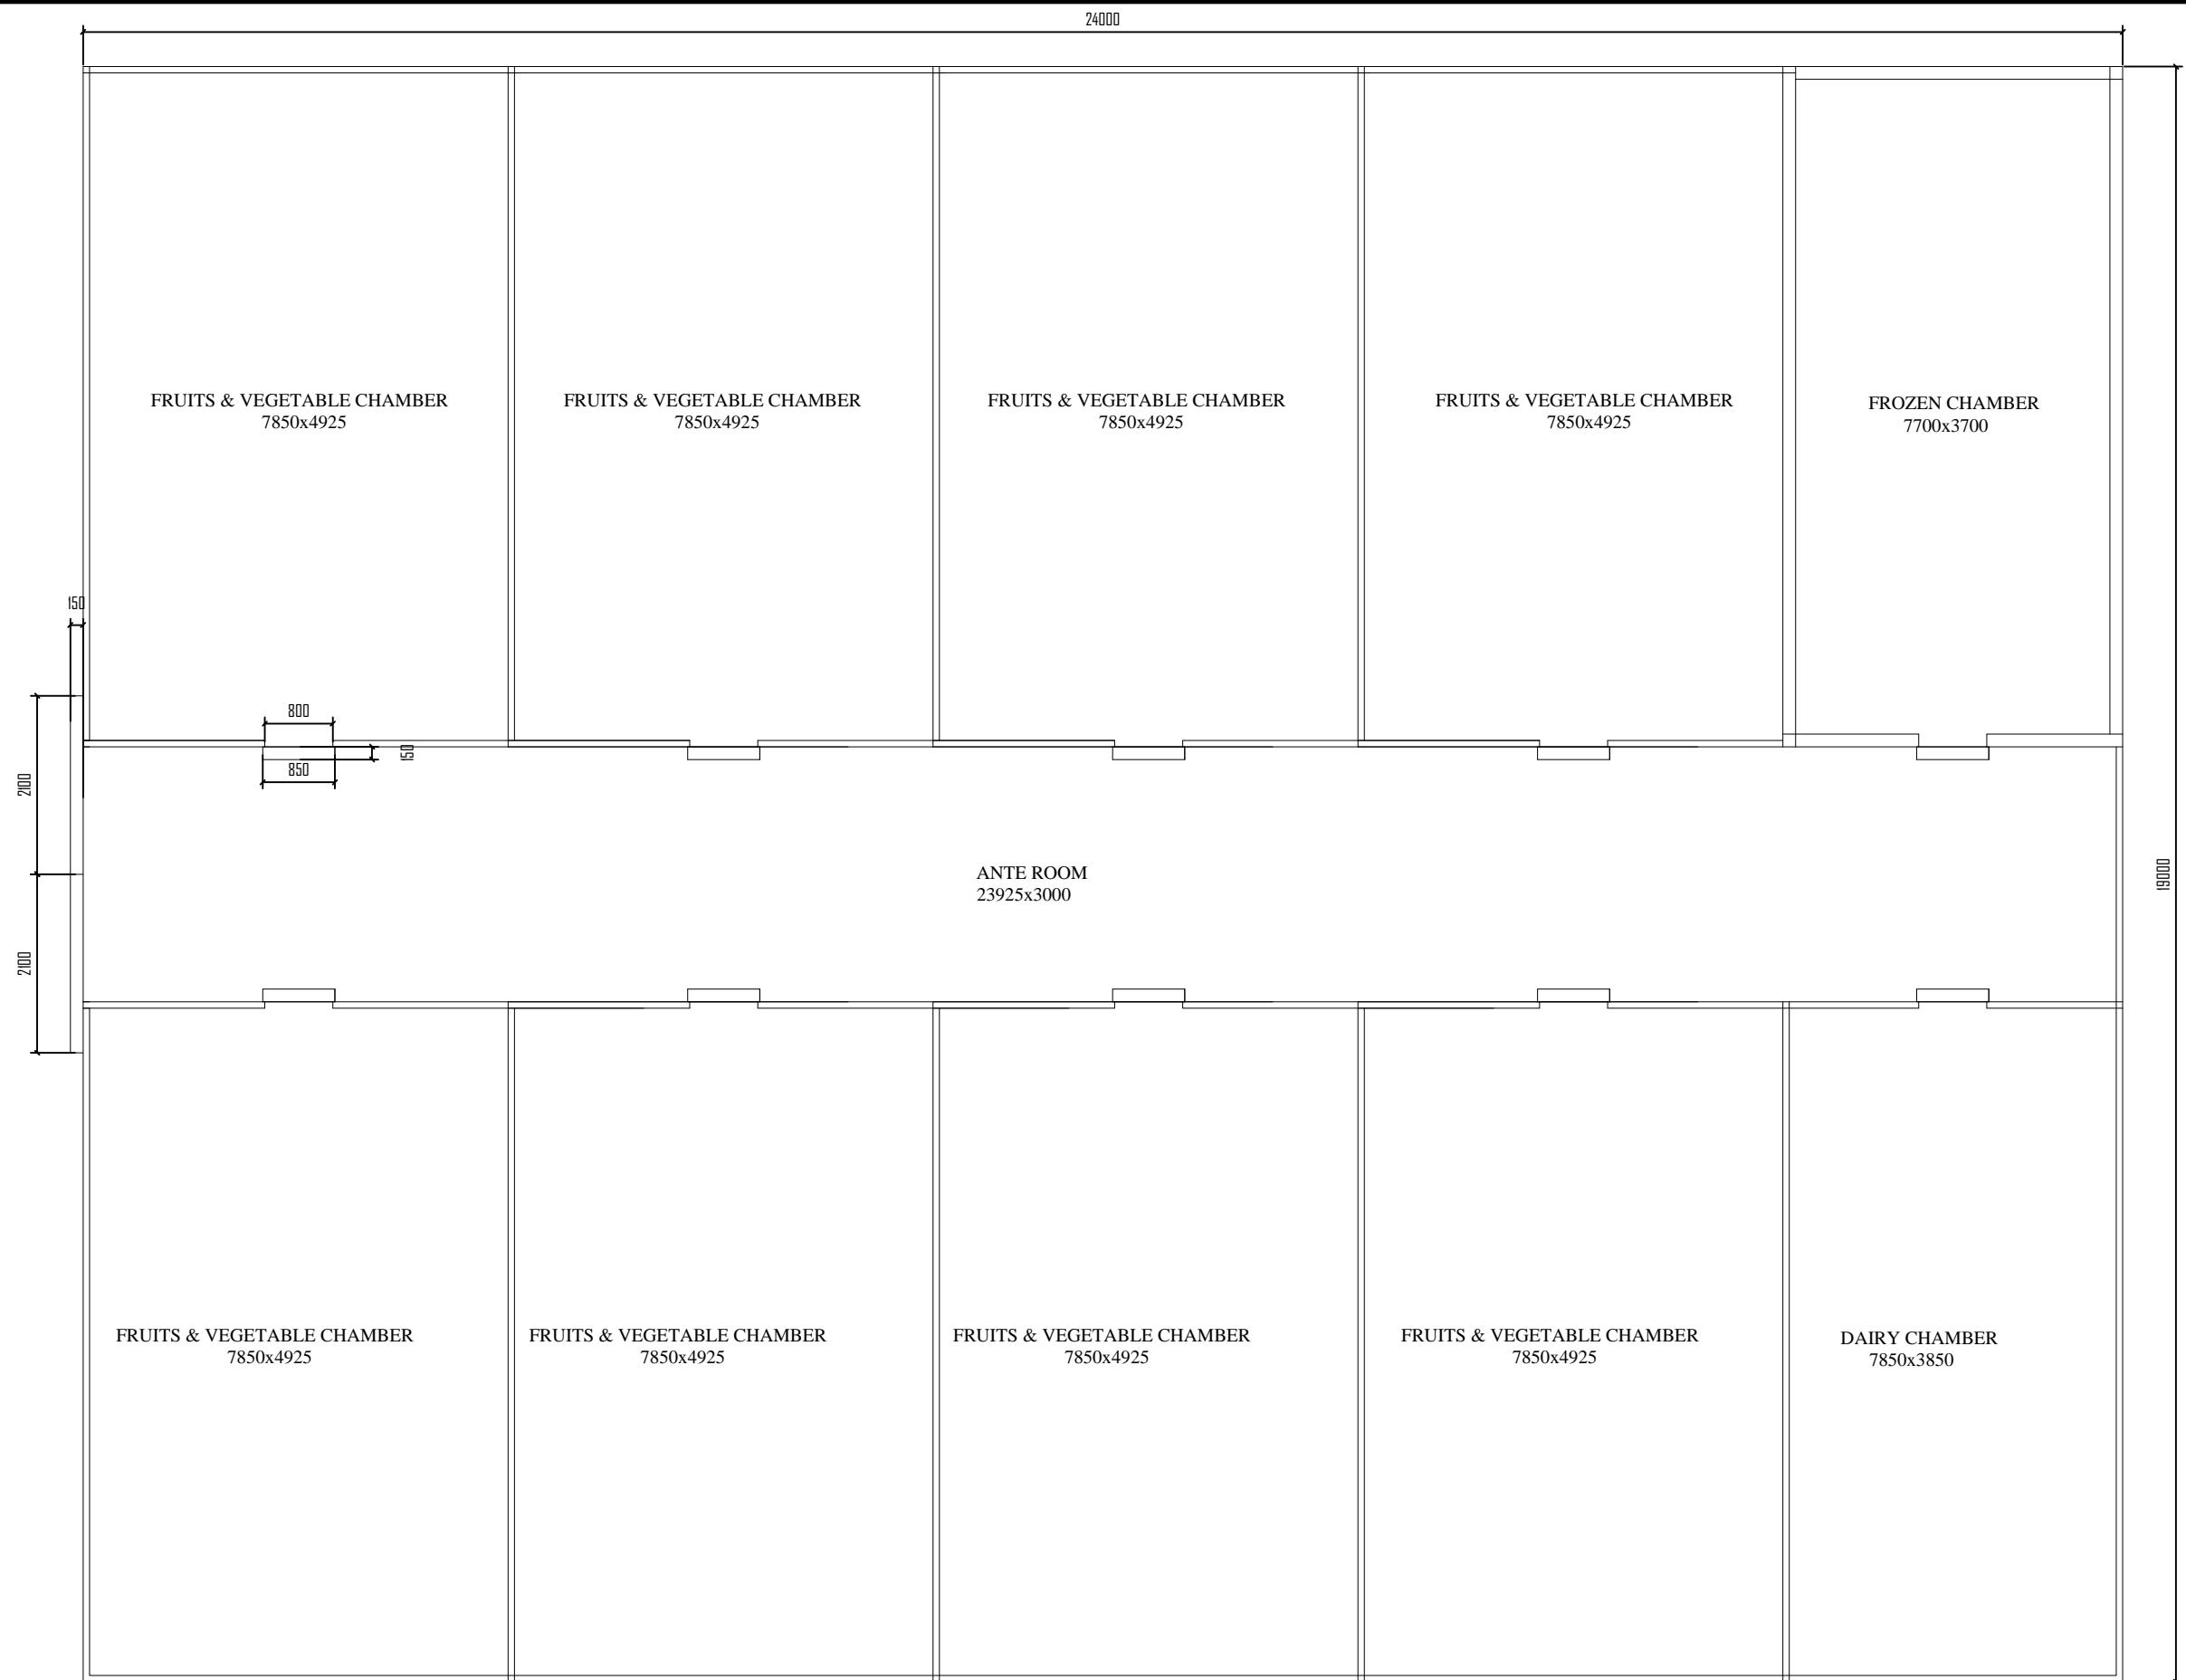 24000
FRUITS & VEGETABLE CHAMBER
7850x4925
FRUITS & VEGETABLE CHAMBER
7850x4925
FRUITS & VEGETABLE CHAMBER
7850x4925
FRUITS & VEGETABLE CHAMBER
7850x4925
FROZEN CHAMBER
7700x3700
150
800
150
850
2100
ANTE ROOM
23925x3000
19000
2100
FRUITS & VEGETABLE CHAMBER
7850x4925
FRUITS & VEGETABLE CHAMBER
7850x4925
FRUITS & VEGETABLE CHAMBER
7850x4925
FRUITS & VEGETABLE CHAMBER
7850x4925
DAIRY CHAMBER
7850x3850